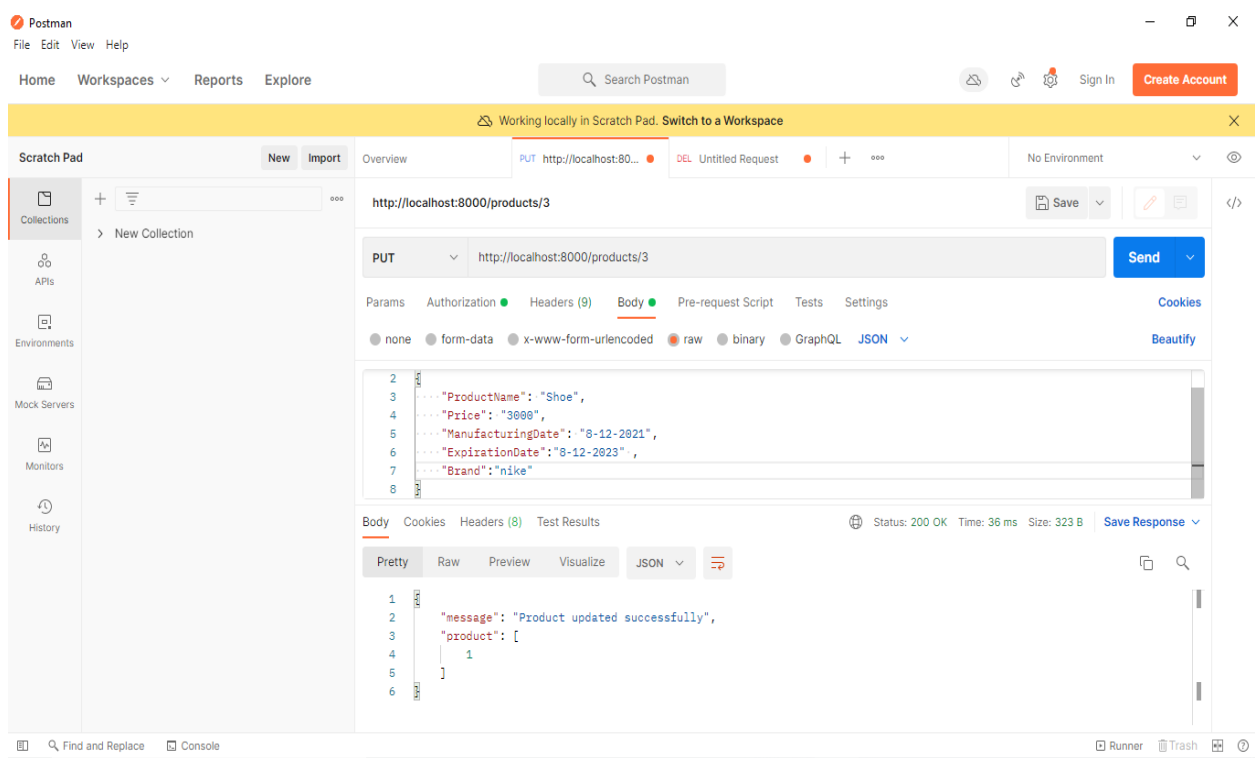 Postman
File Edit View Help
Home Workspaces Reports Explore Search Postman Sign In Create Account
Working locally in Scratch Pad. Switch to a Workspace
Scratch Pad New Import Overview PUT http://localhost:80... DEL Untitled Request No Environment
Collections
APIs
Environments
Mock Servers
Monitors
History
New Collection
http://localhost:8000/products/3 Save
PUT http://localhost:8000/products/3 Send
Params Authorization Headers (9) Body Pre-request Script Tests Settings Cookies
none form-data x-www-form-urlencoded raw binary GraphQL JSON Beautify
2 {
3 "ProductName": "Shoe",
4 "Price": "3000",
5 "ManufacturingDate": "8-12-2021",
6 "ExpirationDate":"8-12-2023" ,
7 "Brand":"nike"
8 }
Body Cookies Headers (8) Test Results Status: 200 OK Time: 36 ms Size: 323 B Save Response
Pretty Raw Preview Visualize JSON
1 {
2 "message": "Product updated successfully",
3 "product": [
4 1
5 ]
6 }
Find and Replace Console Runner Trash